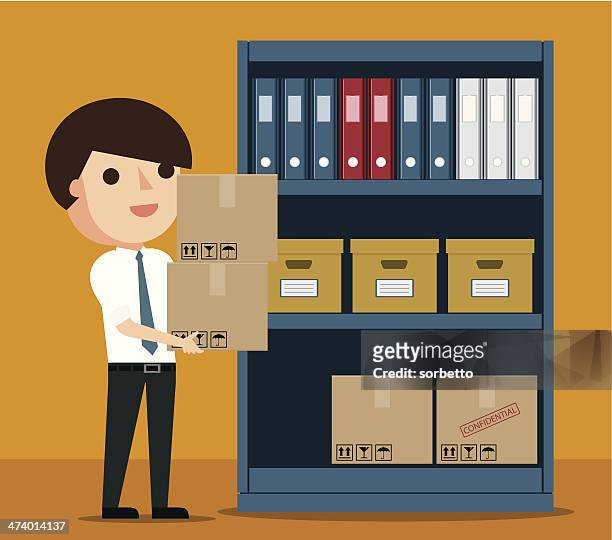 gettyimages
sorbetto
CONFIDENTIAL
474014137